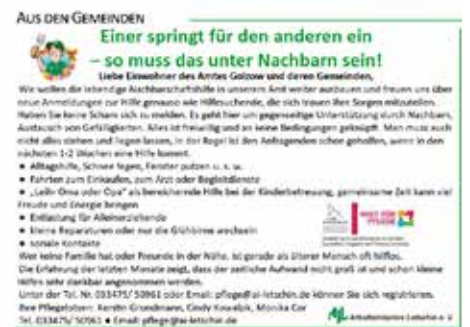 AUS DEN GEMEINDEN
Einer springt für den anderen ein
– so muss das unter Nachbarn sein!
Liebe Einwohner des Amtes Golzow und deren Gemeinden,
Wir wollen die lebendige Nachbarschaftshilfe in unserem Amt weiter ausbauen und freuen uns über
neue Anmeldungen zur Hilfe genauso wie Hilfesuchende, die sich trauen ihre Sorgen mitzuteilen.
Haben Sie keine Scham sich zu melden. Es geht hier um gegenseitige Unterstützung durch Nachbarn,
Austausch von Gefälligkeiten. Alles ist freiwillig und an keine Bedingungen geknüpft. Man muss auch
nicht alles stehen und liegen lassen, in der Regel ist den Anfragenden schon geholfen, wenn in den
nächsten 1-2 Wochen eine Hilfe kommt.
● Alltagshilfe, Schnee fegen, Fenster putzen u. s. w.
● Fahrten zum Einkaufen, zum Arzt oder Begleitdienste
● „Leih- Oma oder Opa“ als bereichernde Hilfe bei der Kinderbetreuung, gemeinsame Zeit kann viel
Freude und Energie bringen
● Entlastung für Alleinerziehende
● kleine Reparaturen oder nur die Glühbirne wechseln
● soziale Kontakte
PFLEGE
Wer keine Familie hat oder Freunde in der Nähe, ist gerade als älterer Mensch oft hilflos.
Die Erfahrung der letzten Monate zeigt, dass der zeitliche Aufwand nicht groß ist und schon kleine
Hilfen sehr dankbar angenommen werden.
Unter der Tel. Nr. 033475/ 50961 oder Email: pflege@ai-letschin.de können Sie sich registrieren.
Ihre Pflegelotsen: Kerstin Grundmann, Cindy Kowalzik, Monika Cor
Tel. 033475/ 50961 ● Email: pflege@ai-letschin.de
Arbeitsinitiative Letschin e. V.